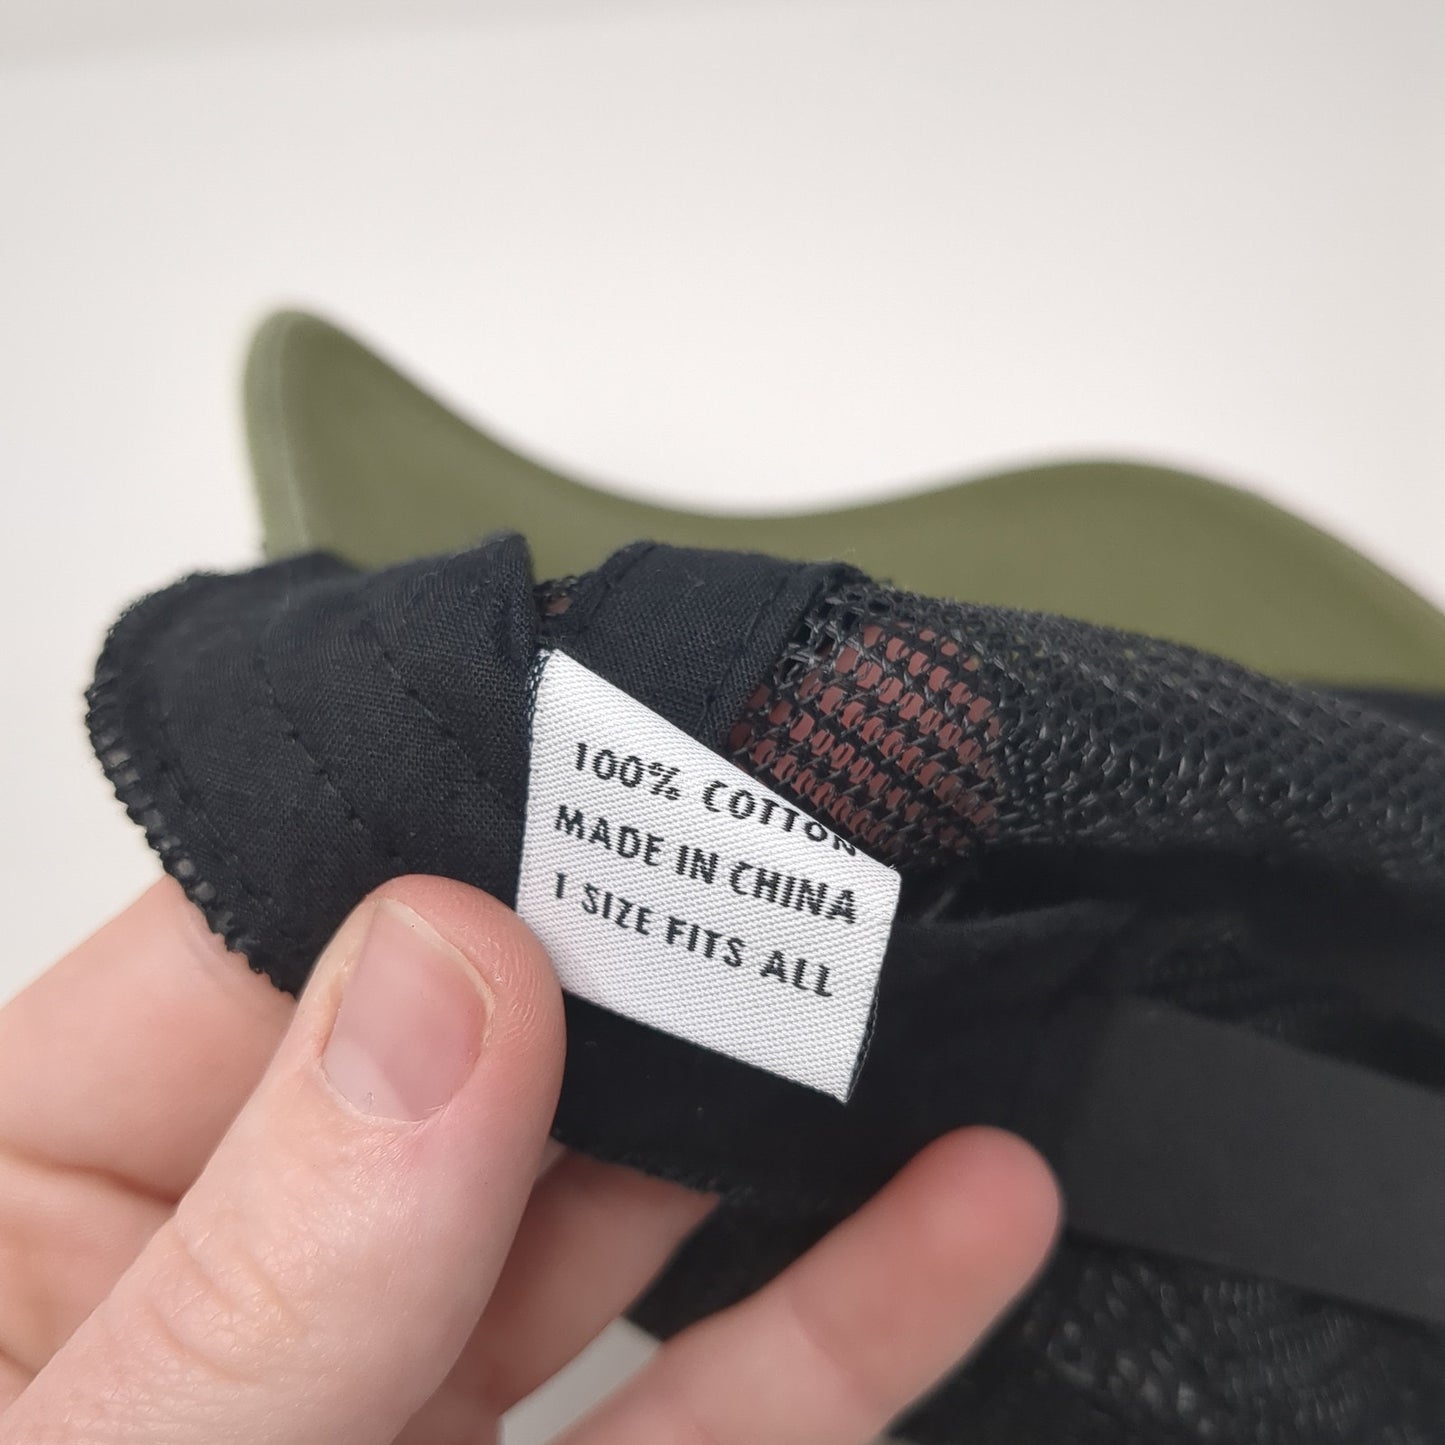 100% COTTON
MADE IN CHINA
1 SIZE FITS ALL